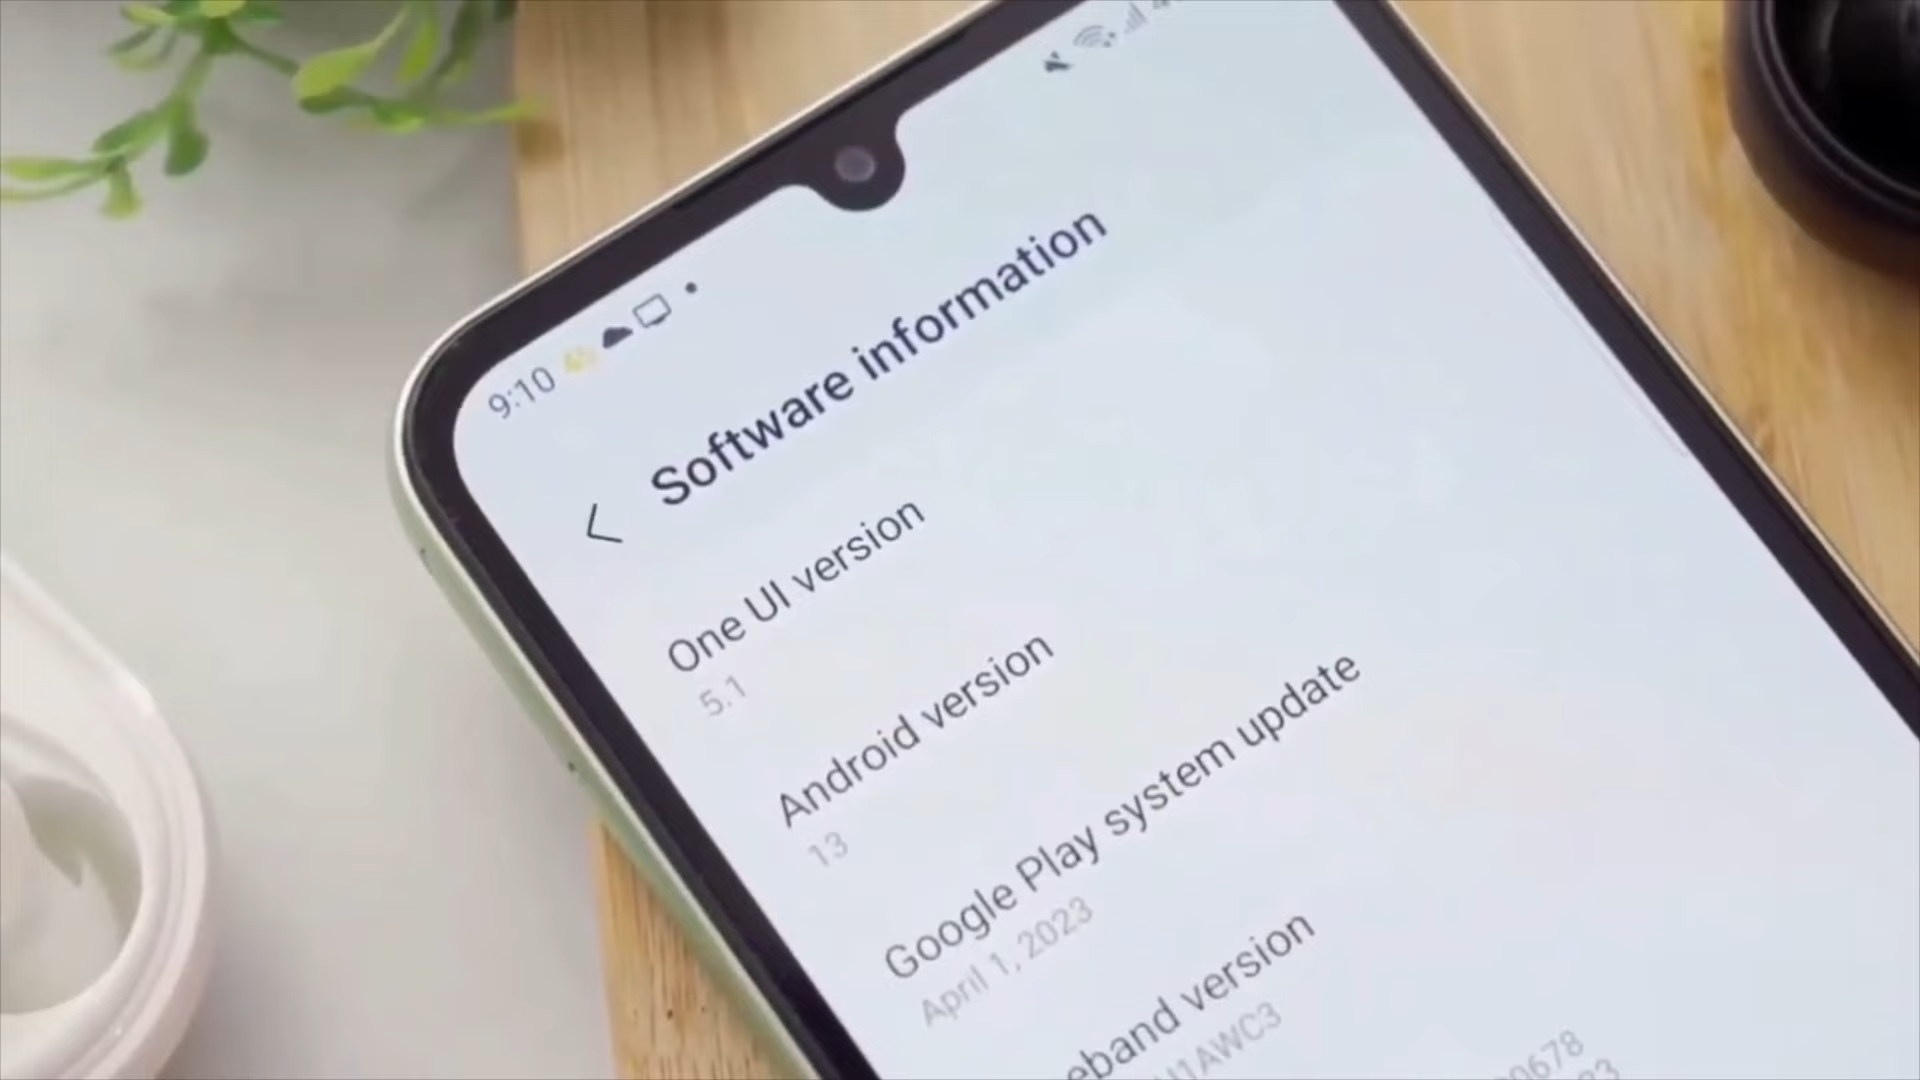 9:10
Software information
One UI version
5.1
Android version
13
Google Play system update
April 1, 2023
eband version
J1AWC3